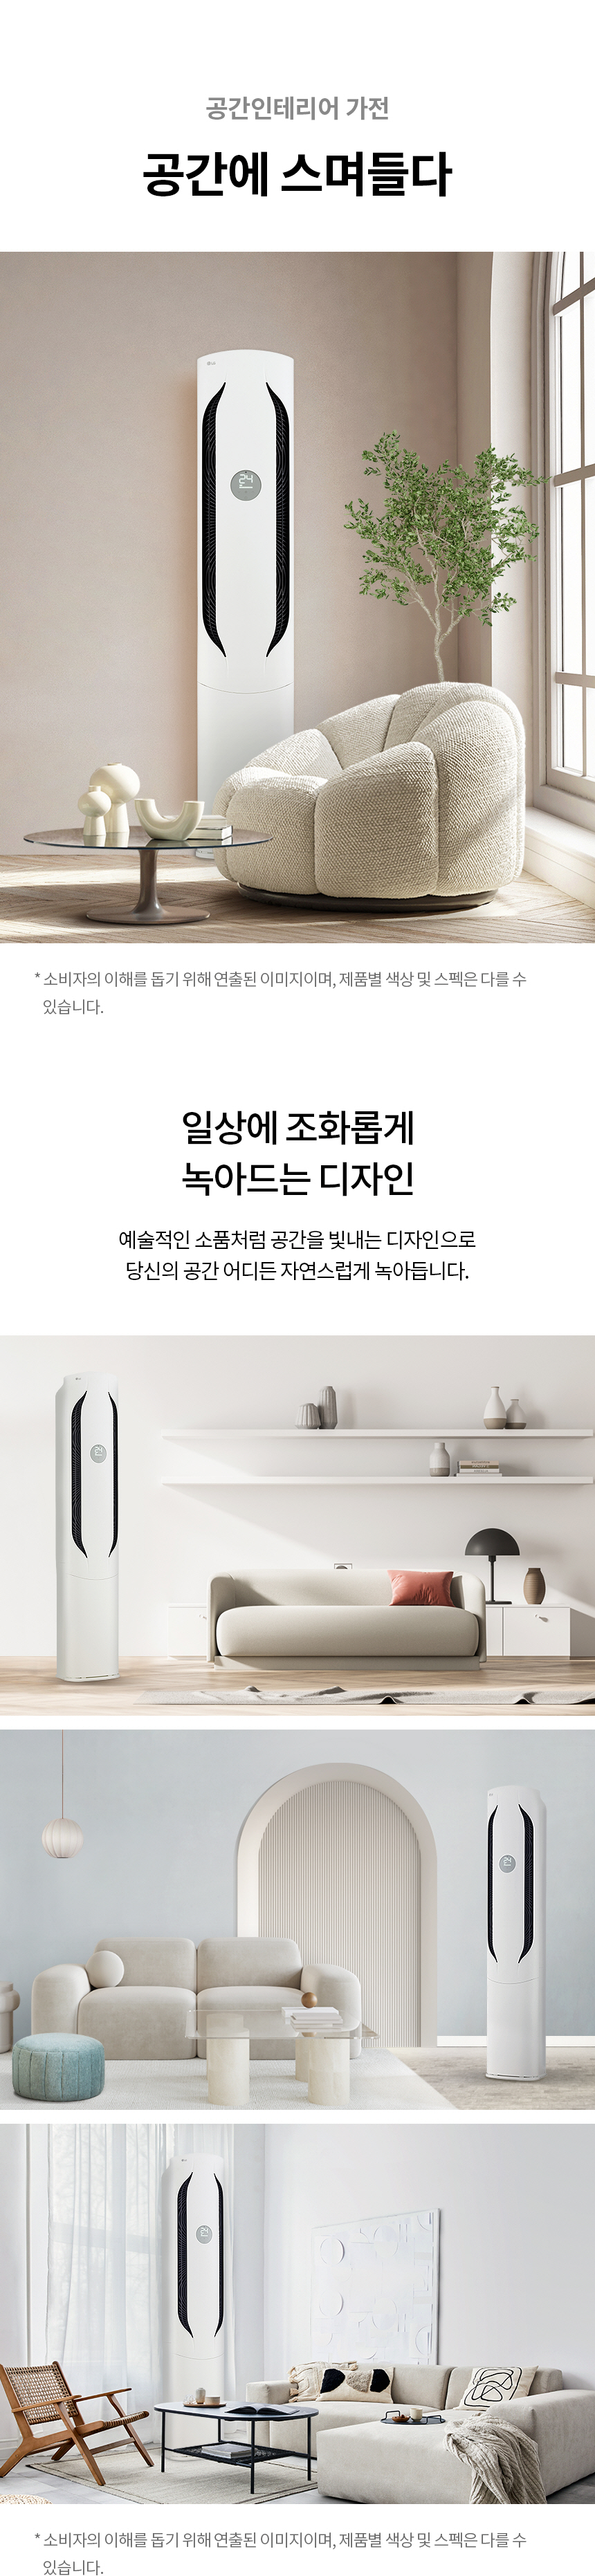 공간인테리어 가전
공간에 스며들다
LG
24
* 소비자의 이해를 돕기 위해 연출된 이미지이며, 제품별 색상 및 스펙은 다를 수
있습니다.
일상에 조화롭게
녹아드는 디자인
예술적인 소품처럼 공간을 빛내는 디자인으로
당신의 공간 어디든 자연스럽게 녹아듭니다.
24
24
24
* 소비자의 이해를 돕기 위해 연출된 이미지이며, 제품별 색상 및 스펙은 다를 수
있습니다.